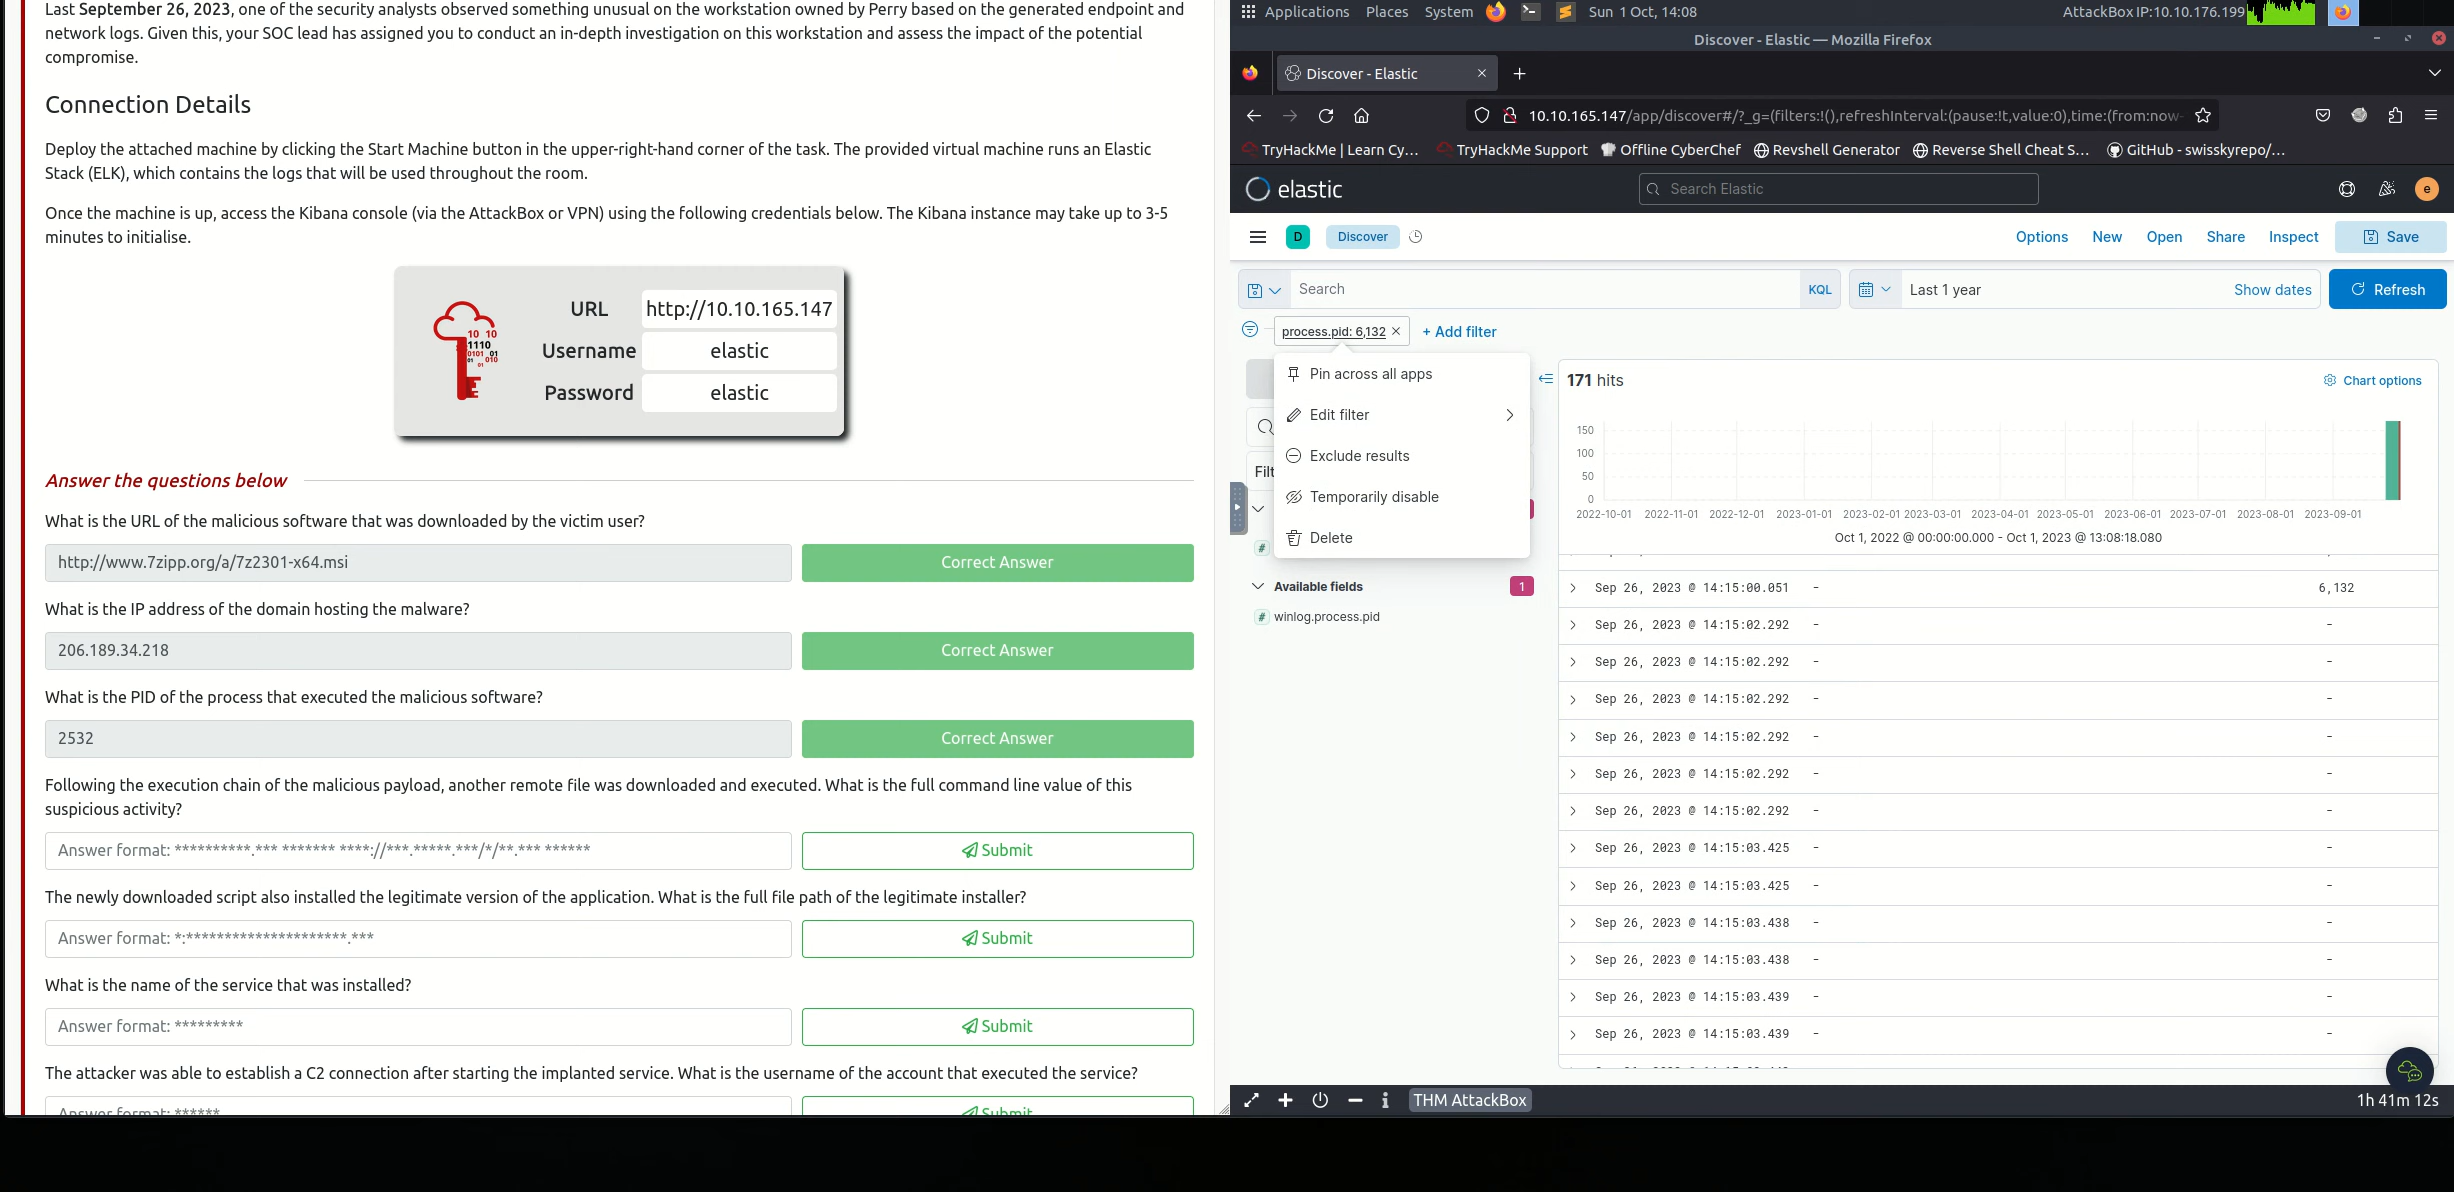 Last September 26, 2023, one of the security analysts observed something unusual on the workstation owned by Perry based on the generated endpoint and
network logs. Given this, your SOC lead has assigned you to conduct an in-depth investigation on this workstation and assess the impact of the potential
compromise.
Connection Details
Deploy the attached machine by clicking the Start Machine button in the upper-right-hand corner of the task. The provided virtual machine runs an Elastic
Stack (ELK), which contains the logs that will be used throughout the room.
Once the machine is up, access the Kibana console (via the AttackBox or VPN) using the following credentials below. The Kibana instance may take up to 3-5
minutes to initialise.
URL http://10.10.165.147
Username elastic
Password elastic
Answer the questions below
What is the URL of the malicious software that was downloaded by the victim user?
http://www.7zipp.org/a/7z2301-x64.msi Correct Answer
What is the IP address of the domain hosting the malware?
206.189.34.218 Correct Answer
What is the PID of the process that executed the malicious software?
2532 Correct Answer
Following the execution chain of the malicious payload, another remote file was downloaded and executed. What is the full command line value of this
suspicious activity?
Answer format: **********.*** ******* ****://***.*****.***/*/**.*** ****** Submit
The newly downloaded script also installed the legitimate version of the application. What is the full file path of the legitimate installer?
Answer format: *:*********************.*** Submit
What is the name of the service that was installed?
Answer format: ********* Submit
The attacker was able to establish a C2 connection after starting the implanted service. What is the username of the account that executed the service?
Answer format: ****** Submit
Applications Places System Sun 1 Oct, 14:08 AttackBox IP:10.10.176.199
Discover - Elastic — Mozilla Firefox
Discover - Elastic
10.10.165.147/app/discover#/?_g=(filters:!(),refreshInterval:(pause:!t,value:0),time:(from:now-
TryHackMe | Learn Cy... TryHackMe Support Offline CyberChef Revshell Generator Reverse Shell Cheat S... GitHub - swisskyrepo/...
elastic Search Elastic e
D Discover Options New Open Share Inspect Save
Search KQL Last 1 year Show dates Refresh
process.pid: 6,132 + Add filter
Pin across all apps
Edit filter
Exclude results
Temporarily disable
Delete
Filt
Available fields 1
winlog.process.pid
171 hits Chart options
150
100
50
0
2022-10-01 2022-11-01 2022-12-01 2023-01-01 2023-02-01 2023-03-01 2023-04-01 2023-05-01 2023-06-01 2023-07-01 2023-08-01 2023-09-01
Oct 1, 2022 @ 00:00:00.000 - Oct 1, 2023 @ 13:08:18.080
Sep 26, 2023 @ 14:15:00.051 - 6,132
Sep 26, 2023 @ 14:15:02.292 - -
Sep 26, 2023 @ 14:15:02.292 - -
Sep 26, 2023 @ 14:15:02.292 - -
Sep 26, 2023 @ 14:15:02.292 - -
Sep 26, 2023 @ 14:15:02.292 - -
Sep 26, 2023 @ 14:15:02.292 - -
Sep 26, 2023 @ 14:15:03.425 - -
Sep 26, 2023 @ 14:15:03.425 - -
Sep 26, 2023 @ 14:15:03.438 - -
Sep 26, 2023 @ 14:15:03.438 - -
Sep 26, 2023 @ 14:15:03.439 - -
Sep 26, 2023 @ 14:15:03.439 - -
THM AttackBox 1h 41m 12s